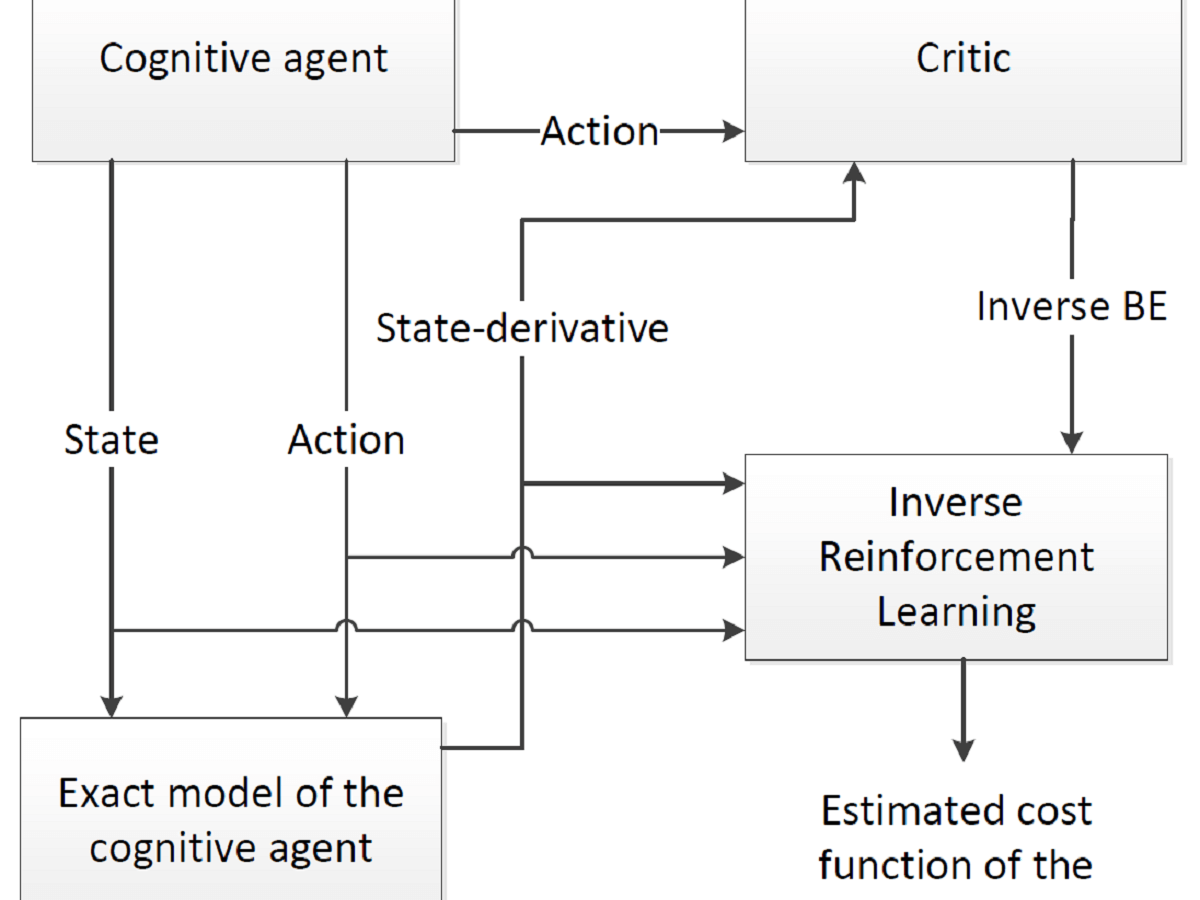 Cognitive agent
Critic
Action
State-derivative
Inverse BE
State
Action
Inverse
Reinforcement
Learning
Exact model of the
cognitive agent
Estimated cost
function of the